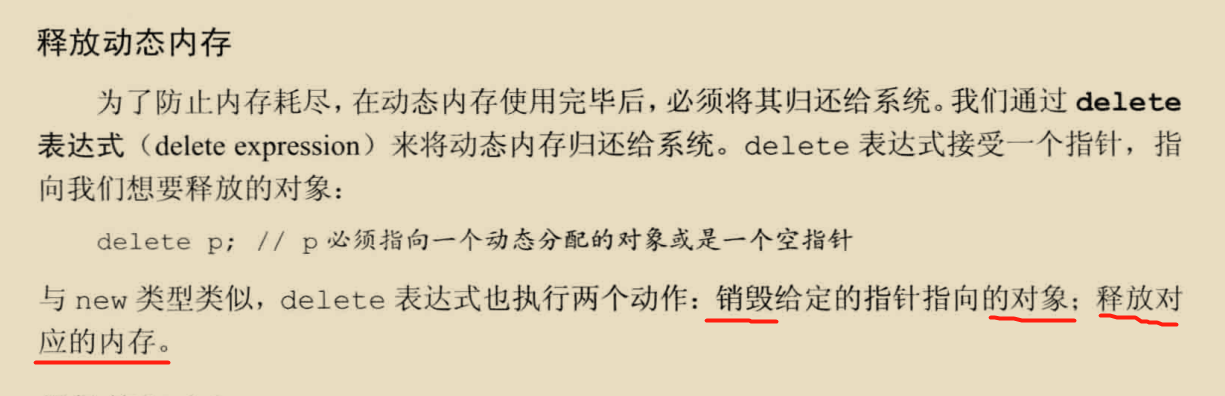 释放动态内存
为了防止内存耗尽，在动态内存使用完毕后，必须将其归还给系统。我们通过 delete
表达式（delete expression）来将动态内存归还给系统。delete 表达式接受一个指针，指
向我们想要释放的对象：
delete p; // p 必须指向一个动态分配的对象或是一个空指针
与 new 类型类似，delete 表达式也执行两个动作：销毁给定的指针指向的对象；释放对
应的内存。